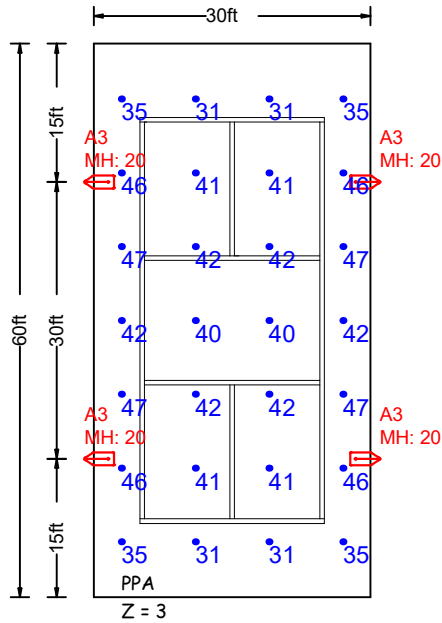 30ft
35 31 31 35
15ft
A3
MH: 20
A3
MH: 20
46 41 41 46
47 42 42 47
60ft
30ft
42 40 40 42
47 42 42 47
A3
MH: 20
A3
MH: 20
46 41 41 46
15ft
35 31 31 35
PPA
Z = 3